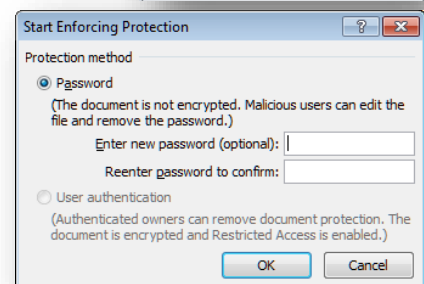 Start Enforcing Protection
Protection method
Password
(The document is not encrypted. Malicious users can edit the
file and remove the password.)
Enter new password (optional):
Reenter password to confirm:
User authentication
(Authenticated owners can remove document protection. The
document is encrypted and Restricted Access is enabled.)
OK Cancel